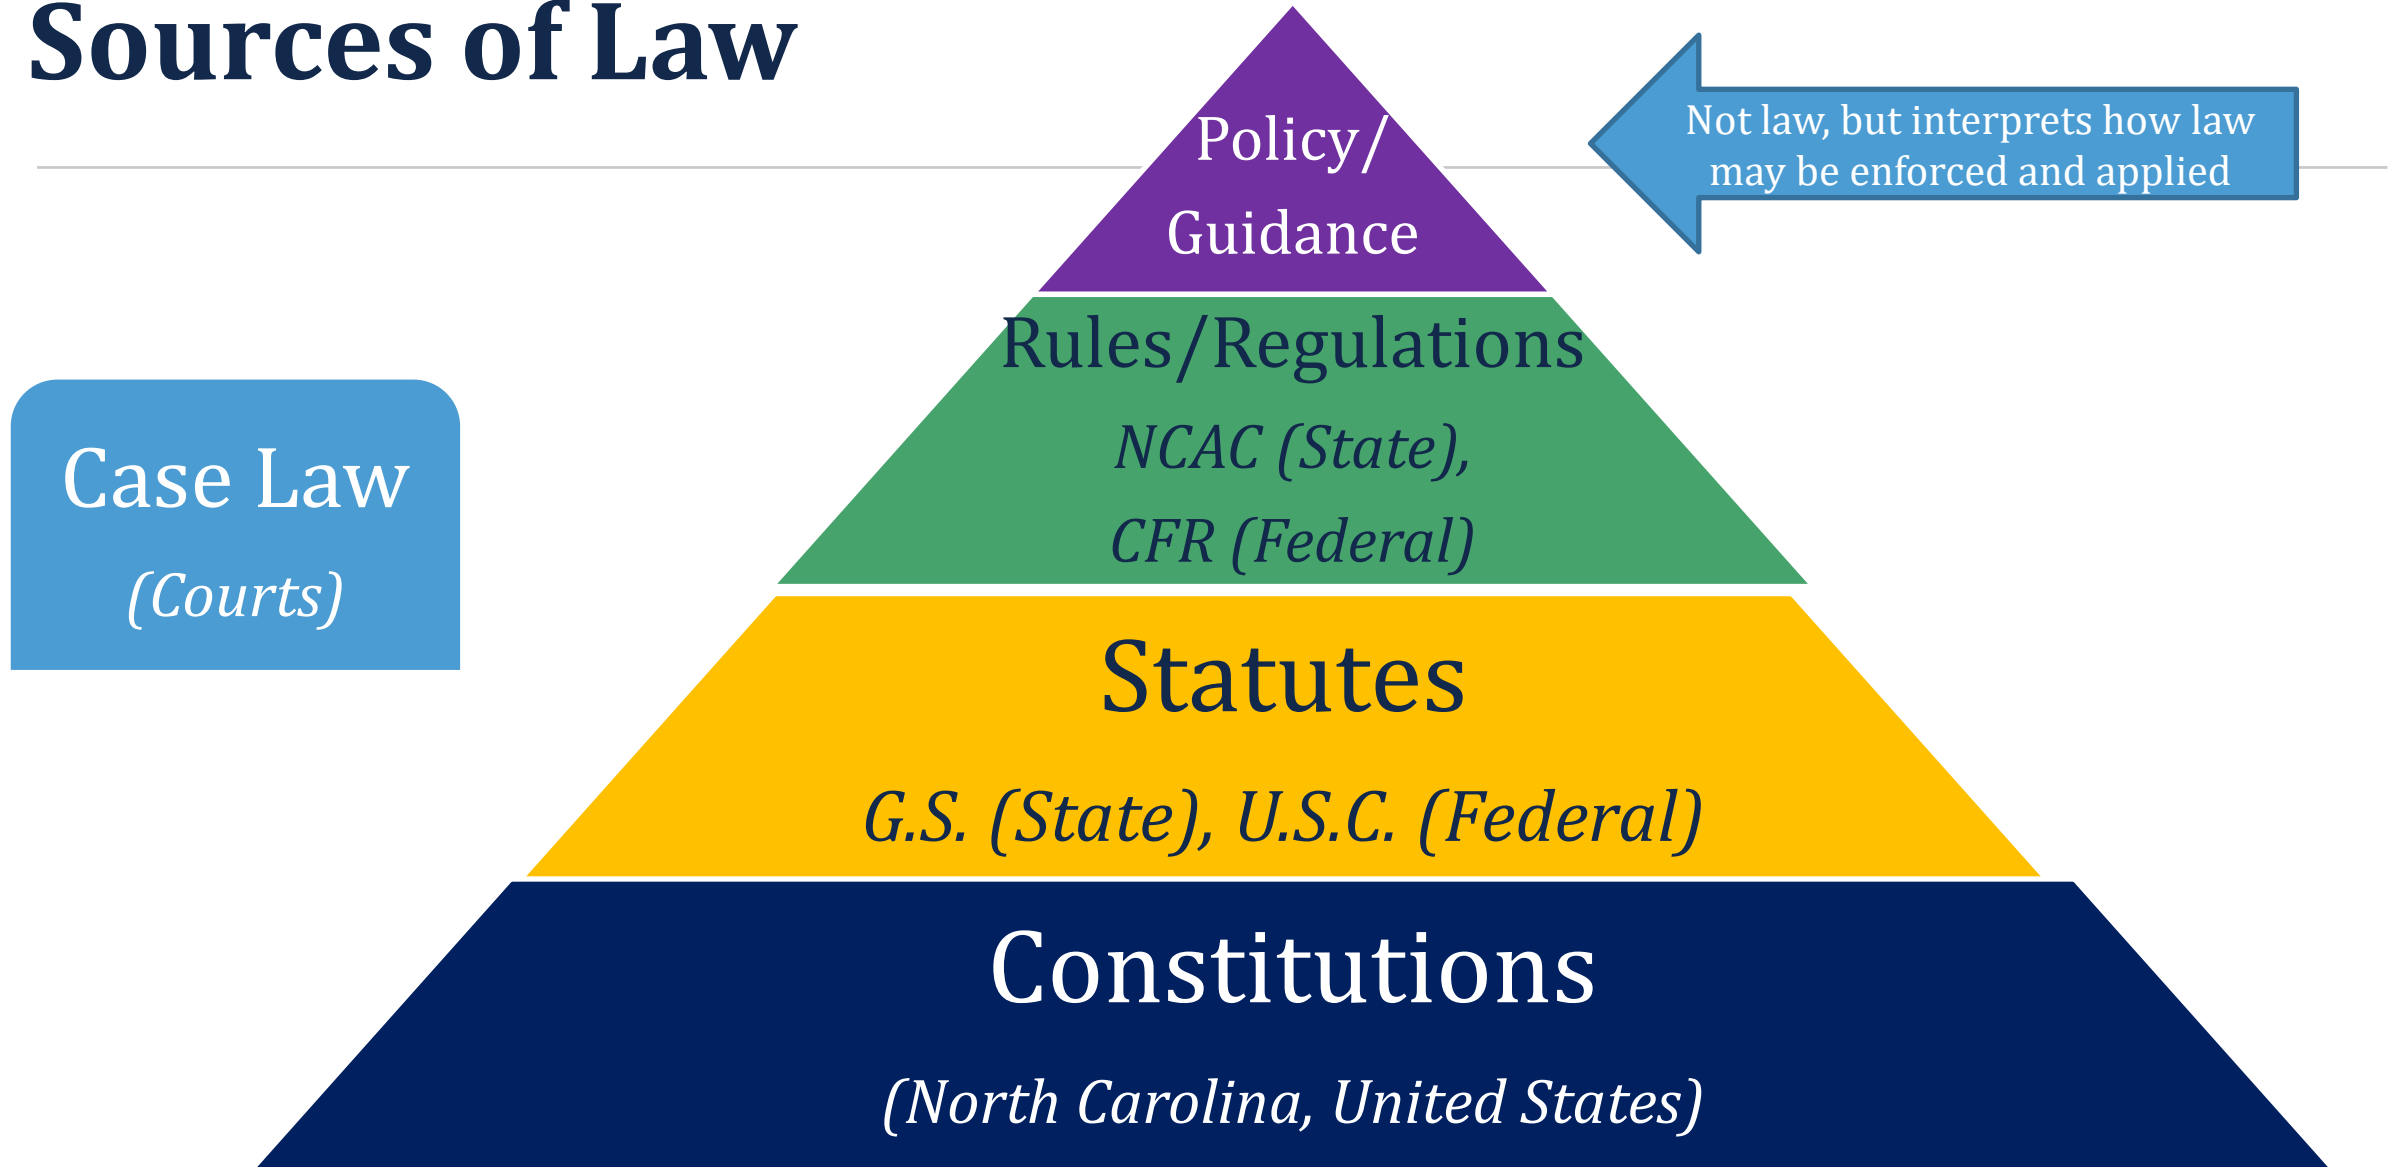 Sources of Law
Policy/
Guidance
Not law, but interprets how law
may be enforced and applied
Rules/Regulations
NCAC (State),
CFR (Federal)
Case Law
(Courts)
Statutes
G.S. (State), U.S.C. (Federal)
Constitutions
(North Carolina, United States)